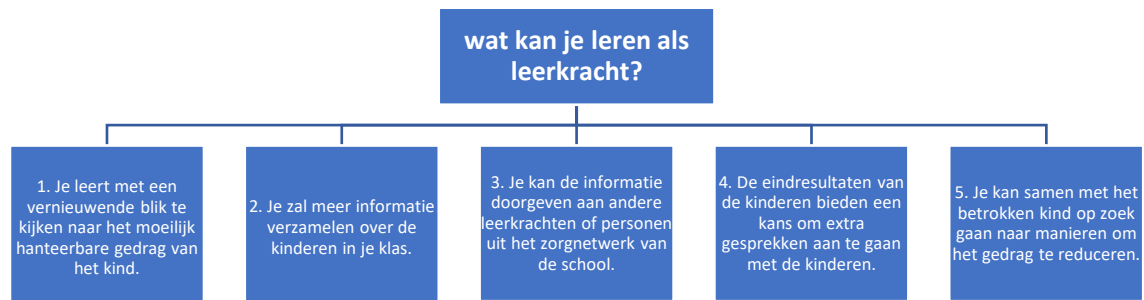 wat kan je leren als
leerkracht?
1. Je leert met een
vernieuwende blik te
kijken naar het moeilijk
hanteerbare gedrag van
het kind.
2. Je zal meer informatie
verzamelen over de
kinderen in je klas.
3. Je kan de informatie
doorgeven aan andere
leerkrachten of personen
uit het zorgnetwerk van
de school.
4. De eindresultaten van
de kinderen bieden een
kans om extra
gesprekken aan te gaan
met de kinderen.
5. Je kan samen met het
betrokken kind op zoek
gaan naar manieren om
het gedrag te reduceren.